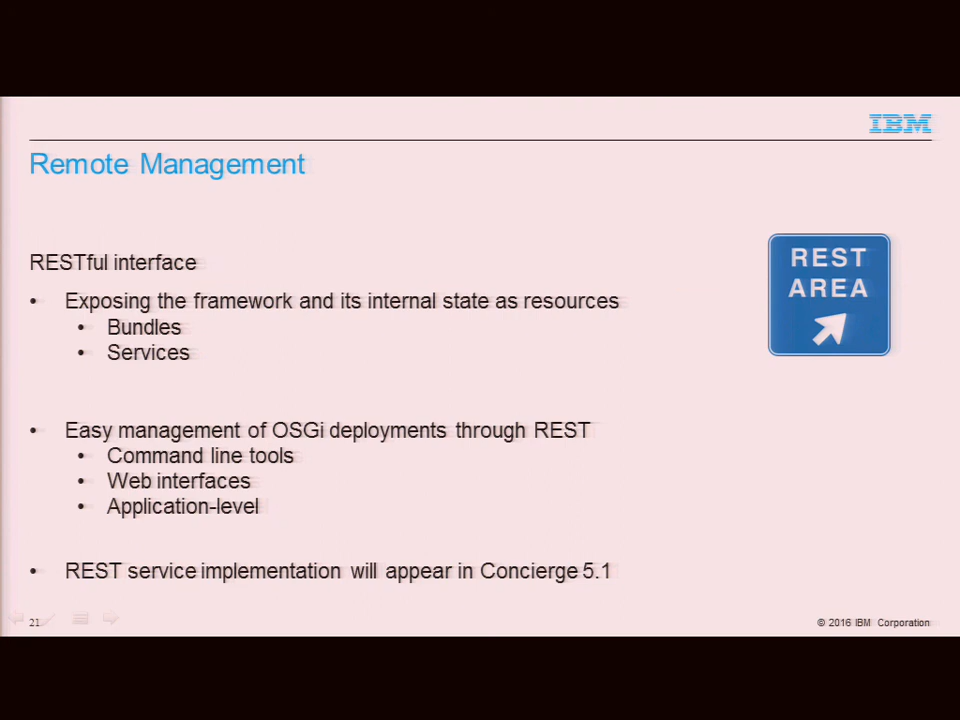 IBM
Remote Management
RESTful interface
• Exposing the framework and its internal state as resources
• Bundles
• Services
REST
AREA
• Easy management of OSGi deployments through REST
• Command line tools
• Web interfaces
• Application-level
• REST service implementation will appear in Concierge 5.1
21
© 2016 IBM Corporation